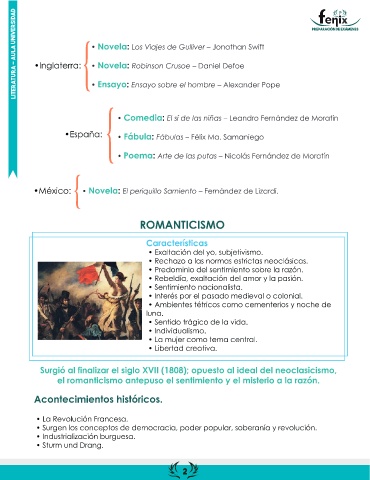 LITERATURA - AULA UNIVERSIDAD
fenix
PREPARACIÓN DE EXÁMENES
• Novela: Los Viajes de Gulliver – Jonathan Swift
•Inglaterra:
• Novela: Robinson Crusoe – Daniel Defoe
• Ensayo: Ensayo sobre el hombre – Alexander Pope
• Comedia: El sí de las niñas – Leandro Fernández de Moratín
•España:
• Fábula: Fábulas – Félix Ma. Samaniego
• Poema: Arte de las putas – Nicolás Fernández de Moratín
•México:
• Novela: El periquillo Sarniento – Fernández de Lizardi.
ROMANTICISMO
Características
• Exaltación del yo, subjetivismo.
• Rechazo a las normas estrictas neoclásicas.
• Predominio del sentimiento sobre la razón.
• Rebeldía, exaltación del amor y la pasión.
• Sentimiento nacionalista.
• Interés por el pasado medieval o colonial.
• Ambientes tétricos como cementerios y noche de
luna.
• Sentido trágico de la vida.
• Individualismo.
• La mujer como tema central.
• Libertad creativa.
Surgió al finalizar el siglo XVII (1808); opuesto al ideal del neoclasicismo,
el romanticismo antepuso el sentimiento y el misterio a la razón.
Acontecimientos históricos.
• La Revolución Francesa.
• Surgen los conceptos de democracia, poder popular, soberanía y revolución.
• Industrialización burguesa.
• Sturm und Drang.
2